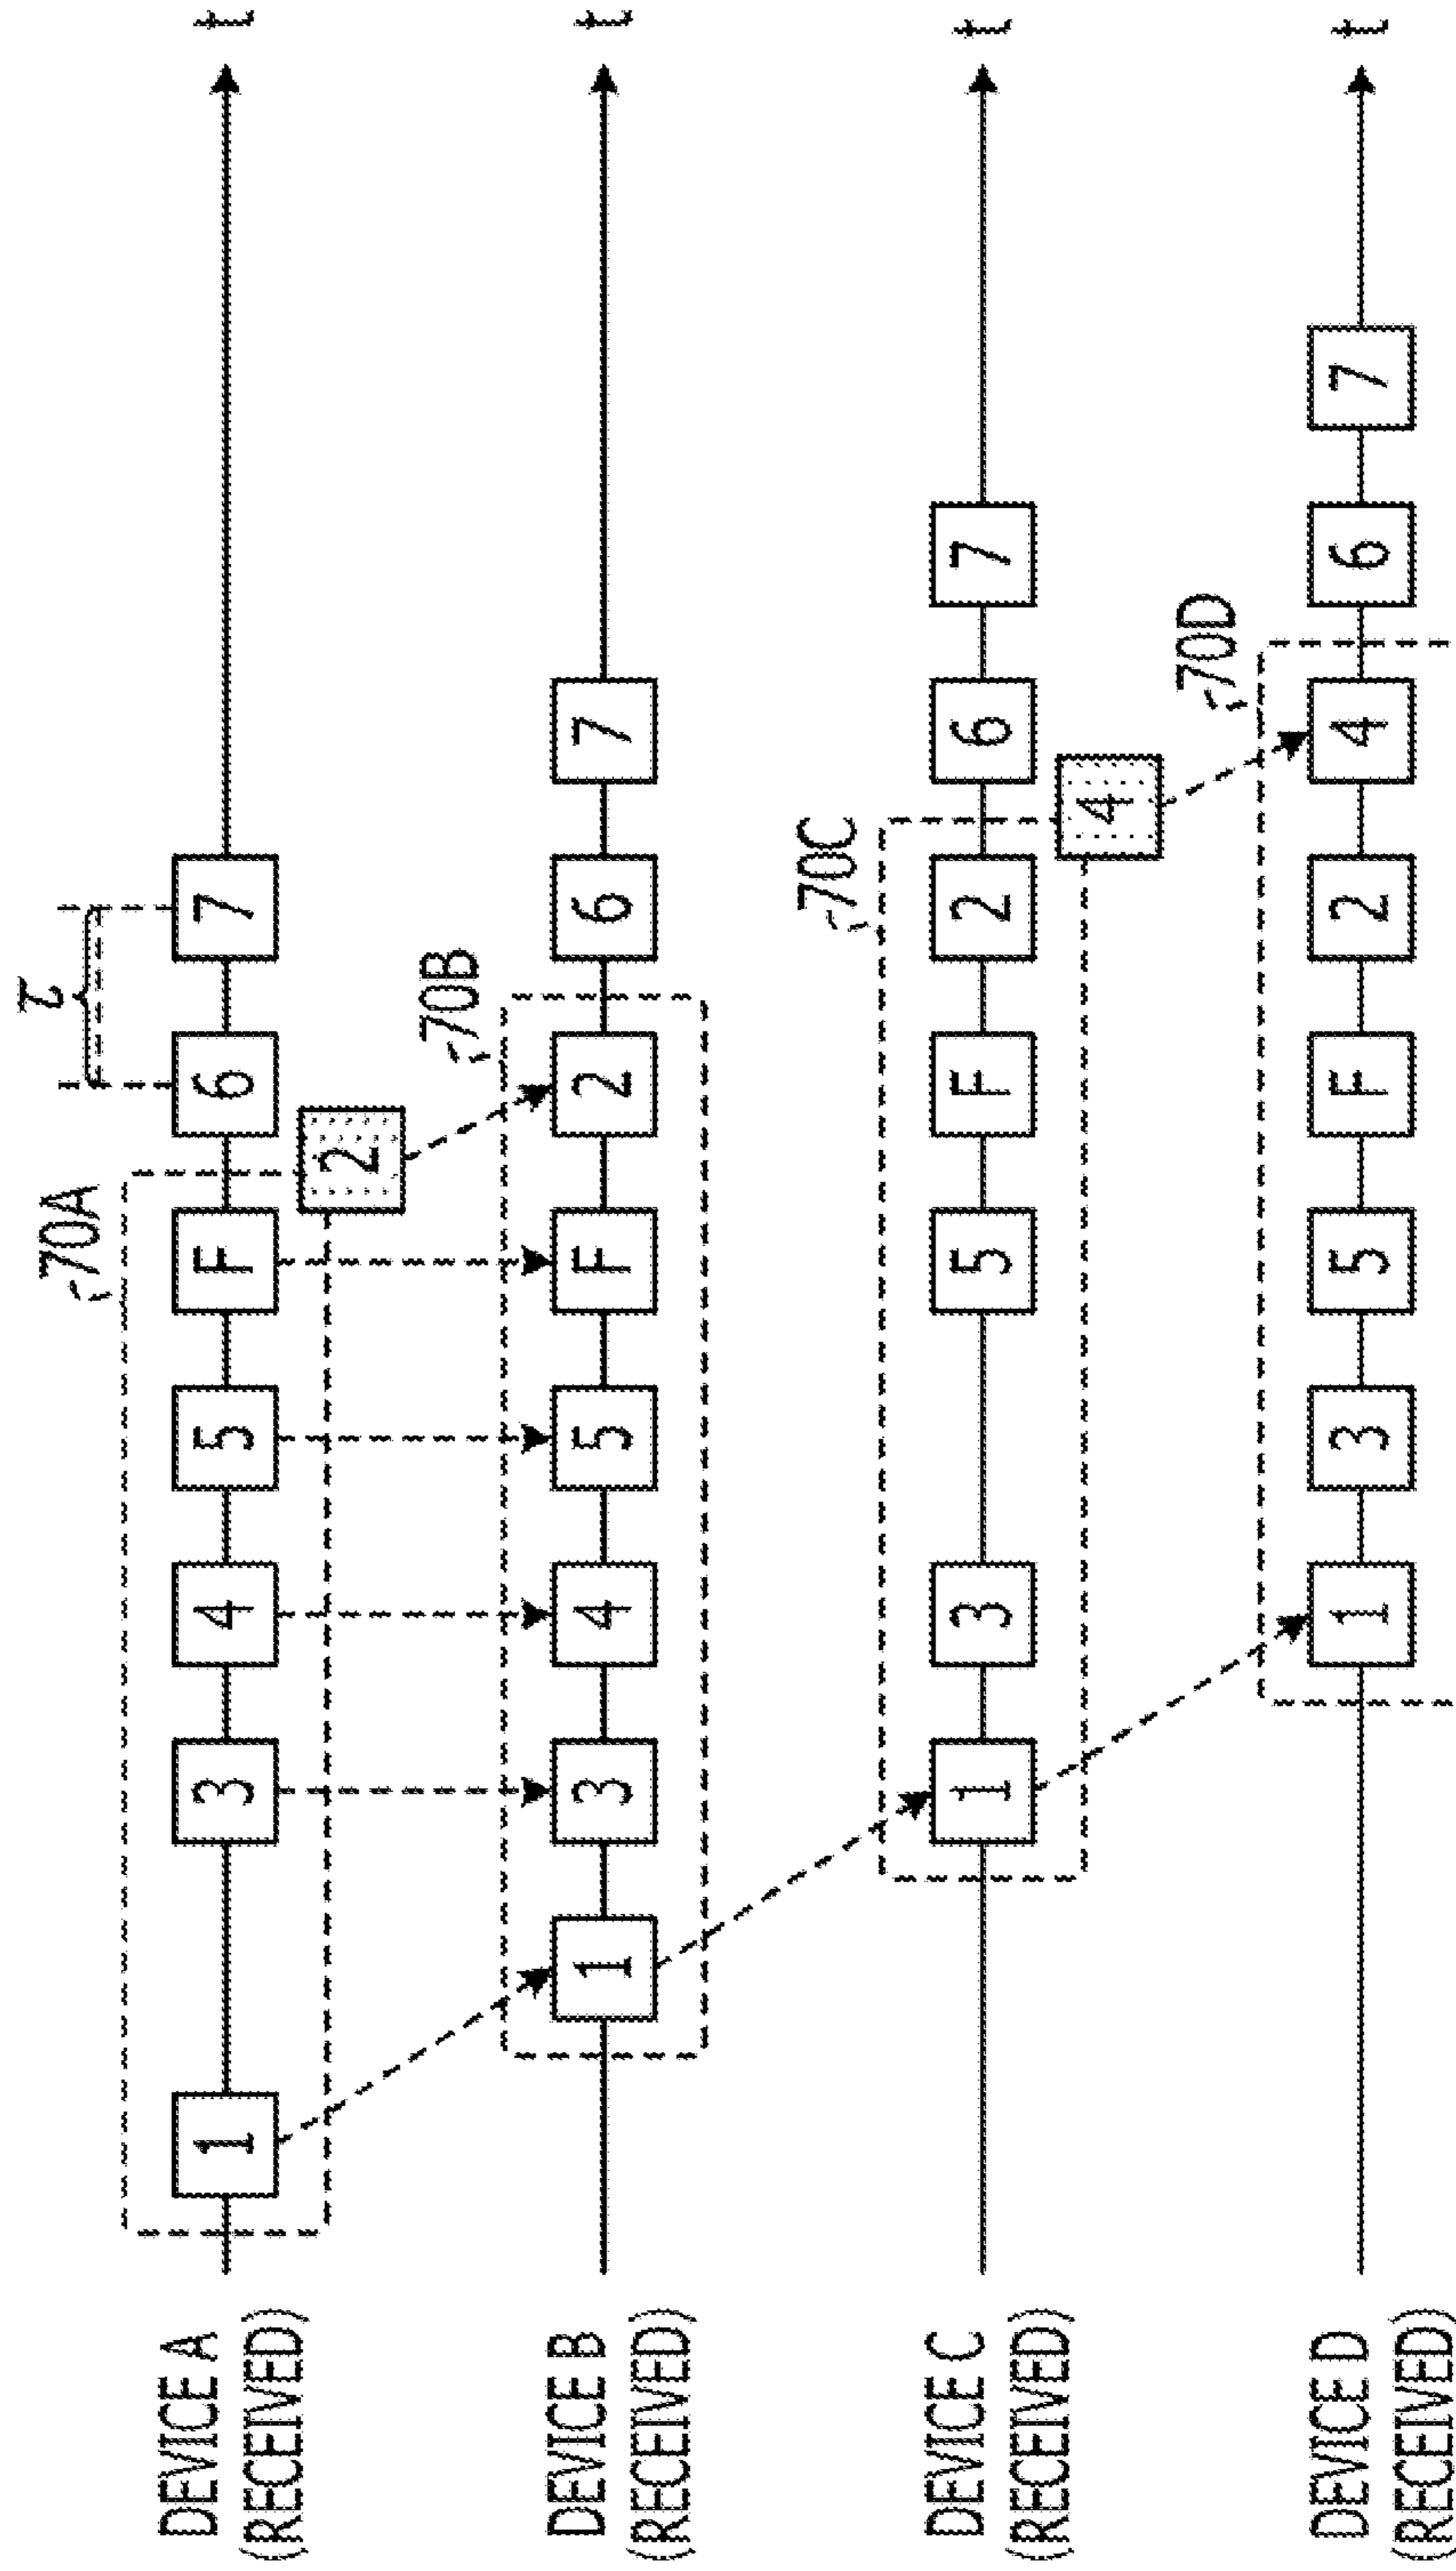 τ
70A
DEVICE A
(RECEIVED)
1 3 4 5 F 6 7 t
2
70B
DEVICE B
(RECEIVED)
1 3 4 5 F 2 6 7 t
70C
DEVICE C
(RECEIVED)
1 3 5 F 2 6 7 t
4
70D
DEVICE D
(RECEIVED)
1 3 5 F 2 4 6 7 t